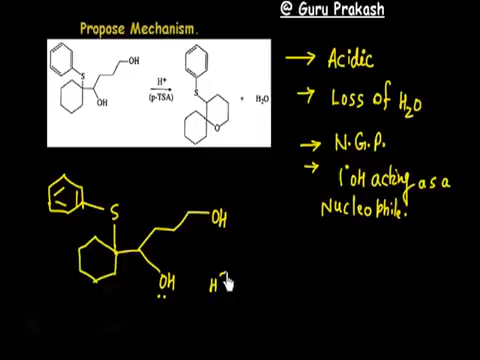 @ Guru Prakash
Propose Mechanism.
S
OH
OH
H⁺
(p-TSA)
S
O
+ H₂O
→ Acidic
→ Loss of H₂O
→ N.G.P.
→ 1°OH acting as a
Nucleophile.
S
OH
OH
H